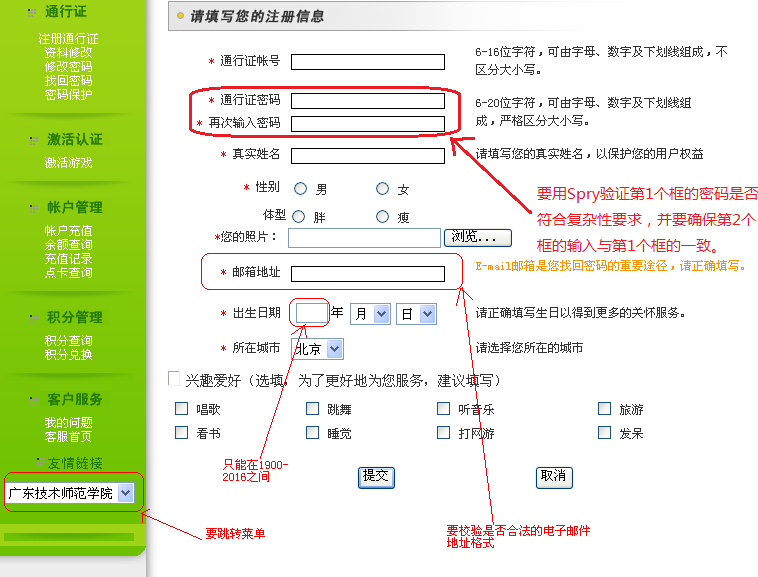 通行证
注册通行证
资料修改
修改密码
找回密码
密码保护
激活认证
激活游戏
帐户管理
帐户充值
余额查询
充值记录
点卡查询
积分管理
积分查询
积分兑换
客户服务
我的问题
客服首页
友情链接
广东技术师范学院
要跳转菜单
请填写您的注册信息
* 通行证帐号
6-16位字符，可由字母、数字及下划线组成，不
区分大小写。
* 通行证密码
* 再次输入密码
6-20位字符，可由字母、数字及下划线组
成，严格区分大小写。
* 真实姓名
请填写您的真实姓名，以保护您的用户权益
* 性别 男 女
要用Spry验证第1个框的密码是否
符合复杂性要求，并要确保第2个
框的输入与第1个框的一致。
体型 胖 瘦
*您的照片： 浏览...
* 邮箱地址
E-mail邮箱是您找回密码的重要途径，请正确填写。
* 出生日期 年 月 日
请正确填写生日以得到更多的关怀服务。
* 所在城市 北京
请选择您所在的城市
兴趣爱好（选填，为了更好地为您服务，建议填写）
唱歌 跳舞 听音乐 旅游
看书 睡觉 打网游 发呆
只能在1900-
2016之间
提交 取消
要校验是否合法的电子邮件
地址格式